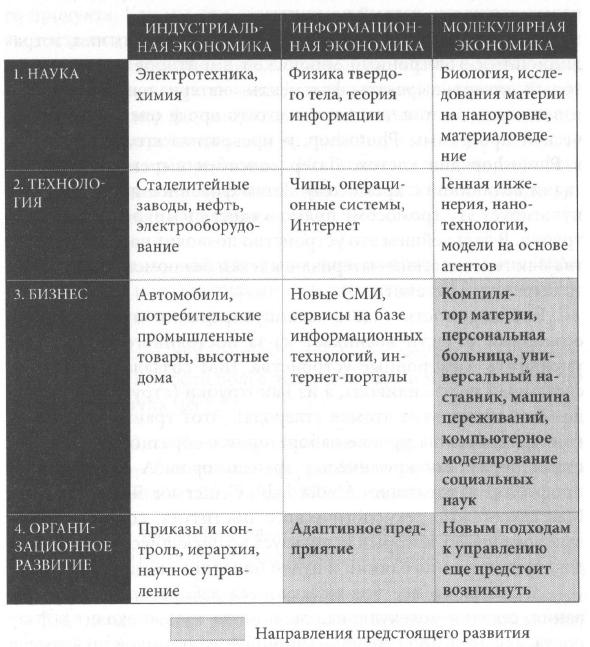 ИНДУСТРИАЛЬ-
НАЯ ЭКОНОМИКА
ИНФОРМАЦИОН-
НАЯ ЭКОНОМИКА
МОЛЕКУЛЯРНАЯ
ЭКОНОМИКА
1. НАУКА
Электротехника,
химия
Физика твердо-
го тела, теория
информации
Биология, иссле-
дования материи
на наноуровне,
материаловеде-
ние
2. ТЕХНОЛО-
ГИЯ
Сталелитейные
заводы, нефть,
электрооборудо-
вание
Чипы, операци-
онные системы,
Интернет
Генная инже-
нерия, нано-
технологии,
модели на основе
агентов
3. БИЗНЕС
Автомобили,
потребительские
промышленные
товары, высотные
дома
Новые СМИ,
сервисы на базе
информационных
технологий, ин-
тернет-порталы
Компиля-
тор материи,
персональная
больница, уни-
версальный на-
ставник, машина
переживаний,
компьютерное
моделирование
социальных
наук
4. ОРГАНИ-
ЗАЦИОННОЕ
РАЗВИТИЕ
Приказы и кон-
троль, иерархия,
научное управ-
ление
Адаптивное пред-
приятие
Новым подходам
к управлению
еще предстоит
возникнуть
Направления предстоящего развития